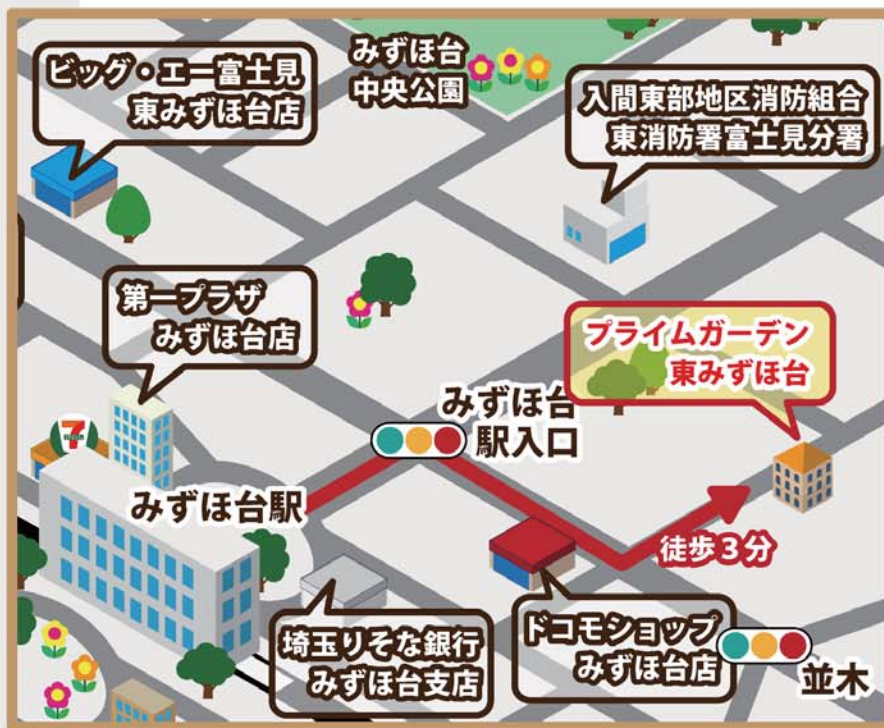 ビッグ・エー富士見
東みずほ台店
みずほ台
中央公園
入間東部地区消防組合
東消防署富士見分署
第一プラザ
みずほ台店
プライムガーデン
東みずほ台
みずほ台
駅入口
7
みずほ台駅
徒歩3分
埼玉りそな銀行
みずほ台支店
ドコモショップ
みずほ台店
並木